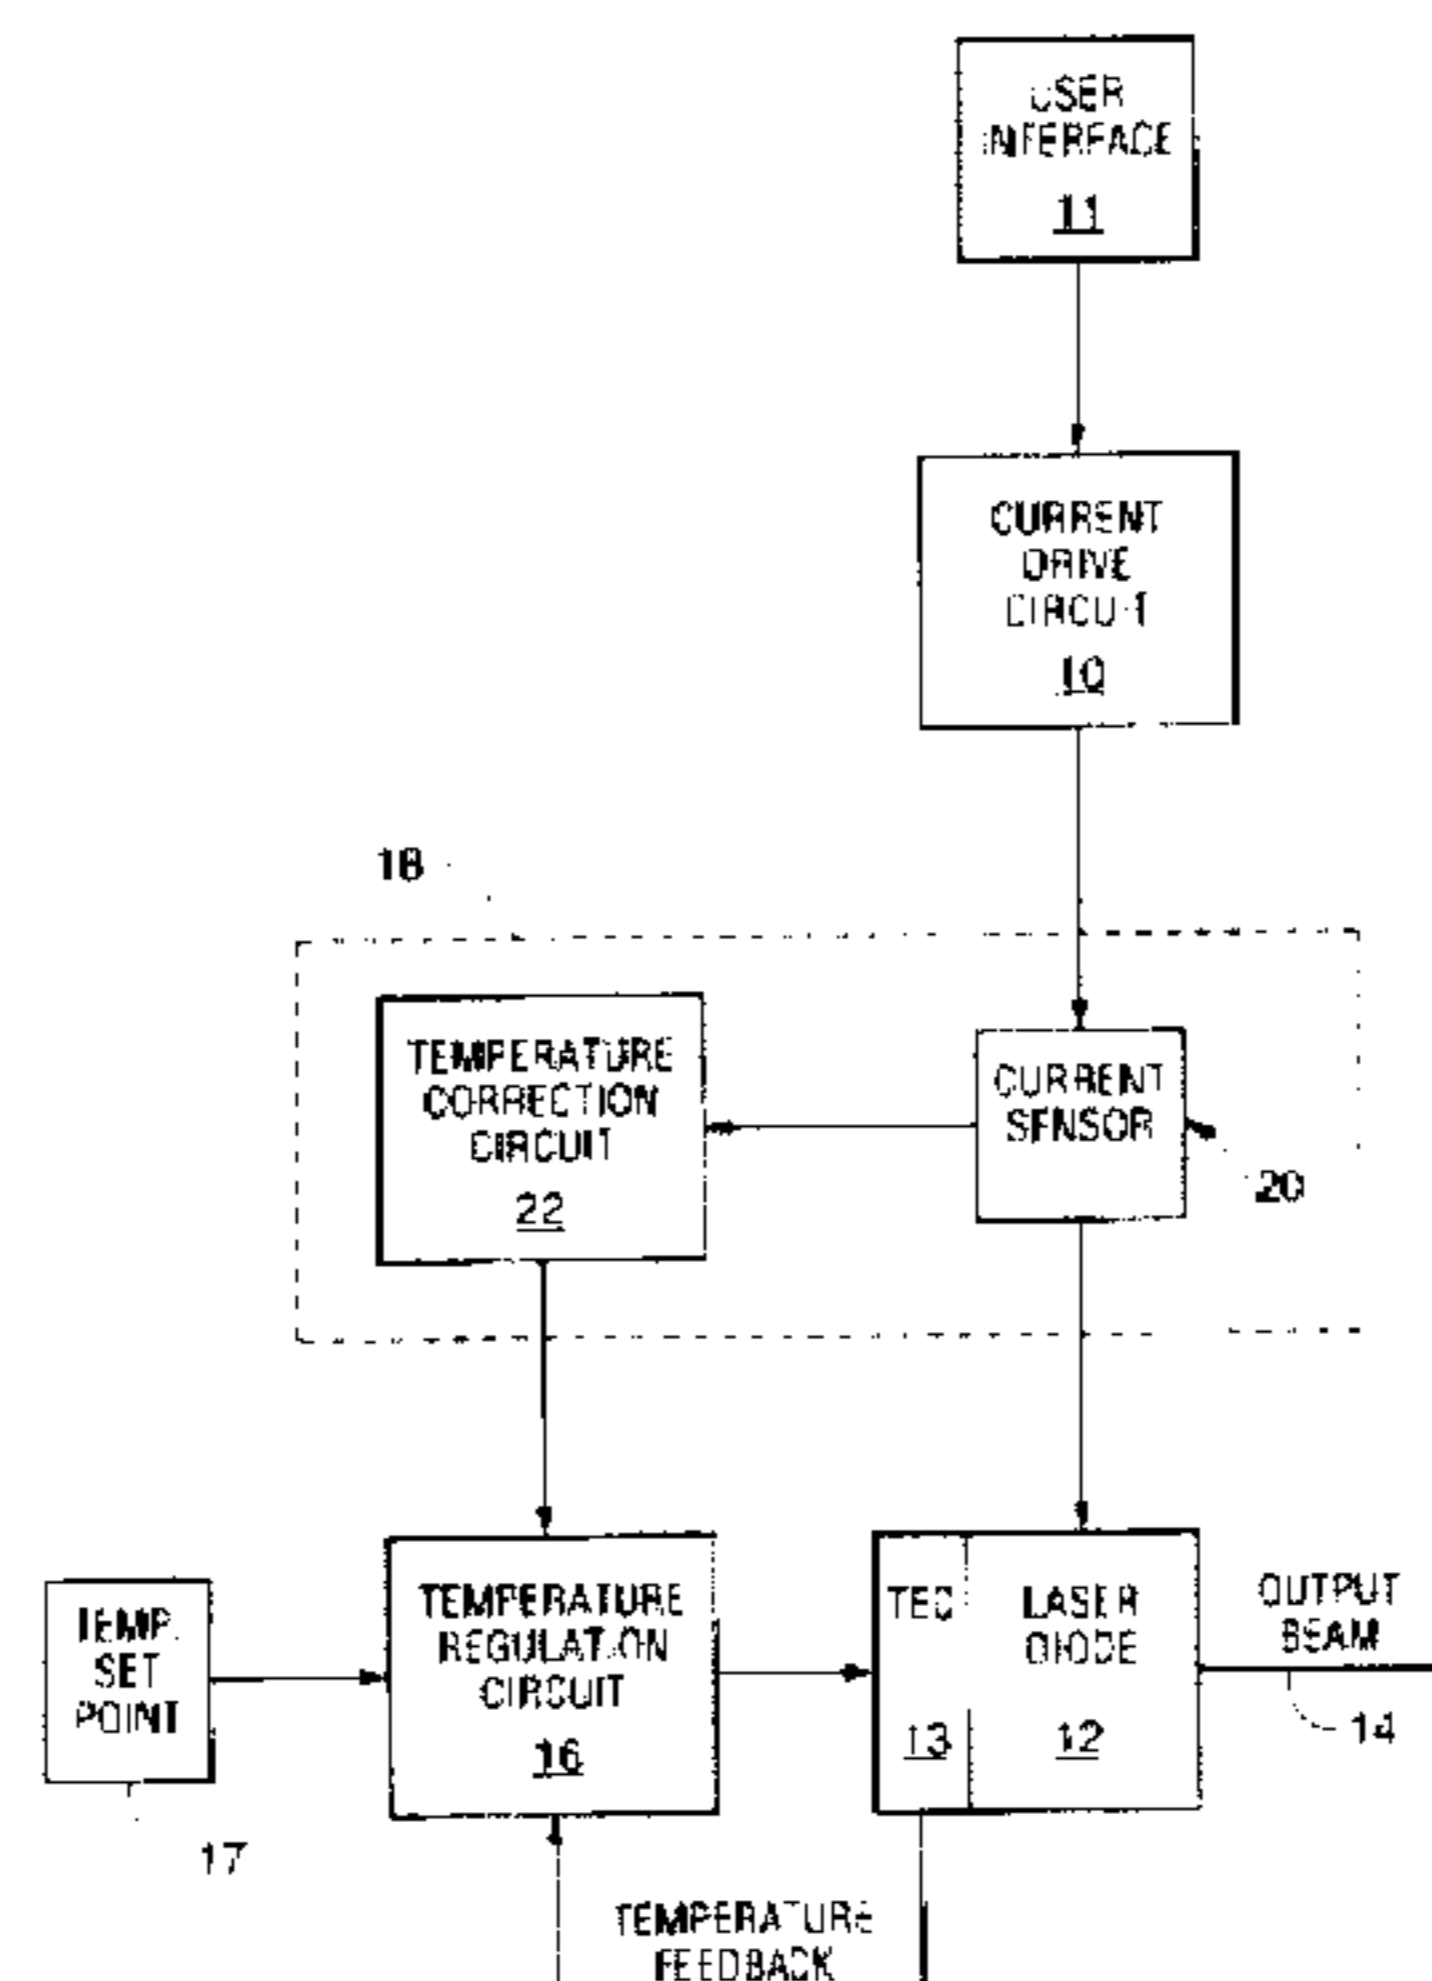 USER
INTERFACE
11
CURRENT
DRIVE
CIRCUIT
10
18
TEMPERATURE
CORRECTION
CIRCUIT
22
CURRENT
SENSOR
20
TEMP.
SET
POINT
17
TEMPERATURE
REGULATION
CIRCUIT
16
TEC
13
LASER
DIODE
12
OUTPUT
BEAM
14
TEMPERATURE
FEEDBACK